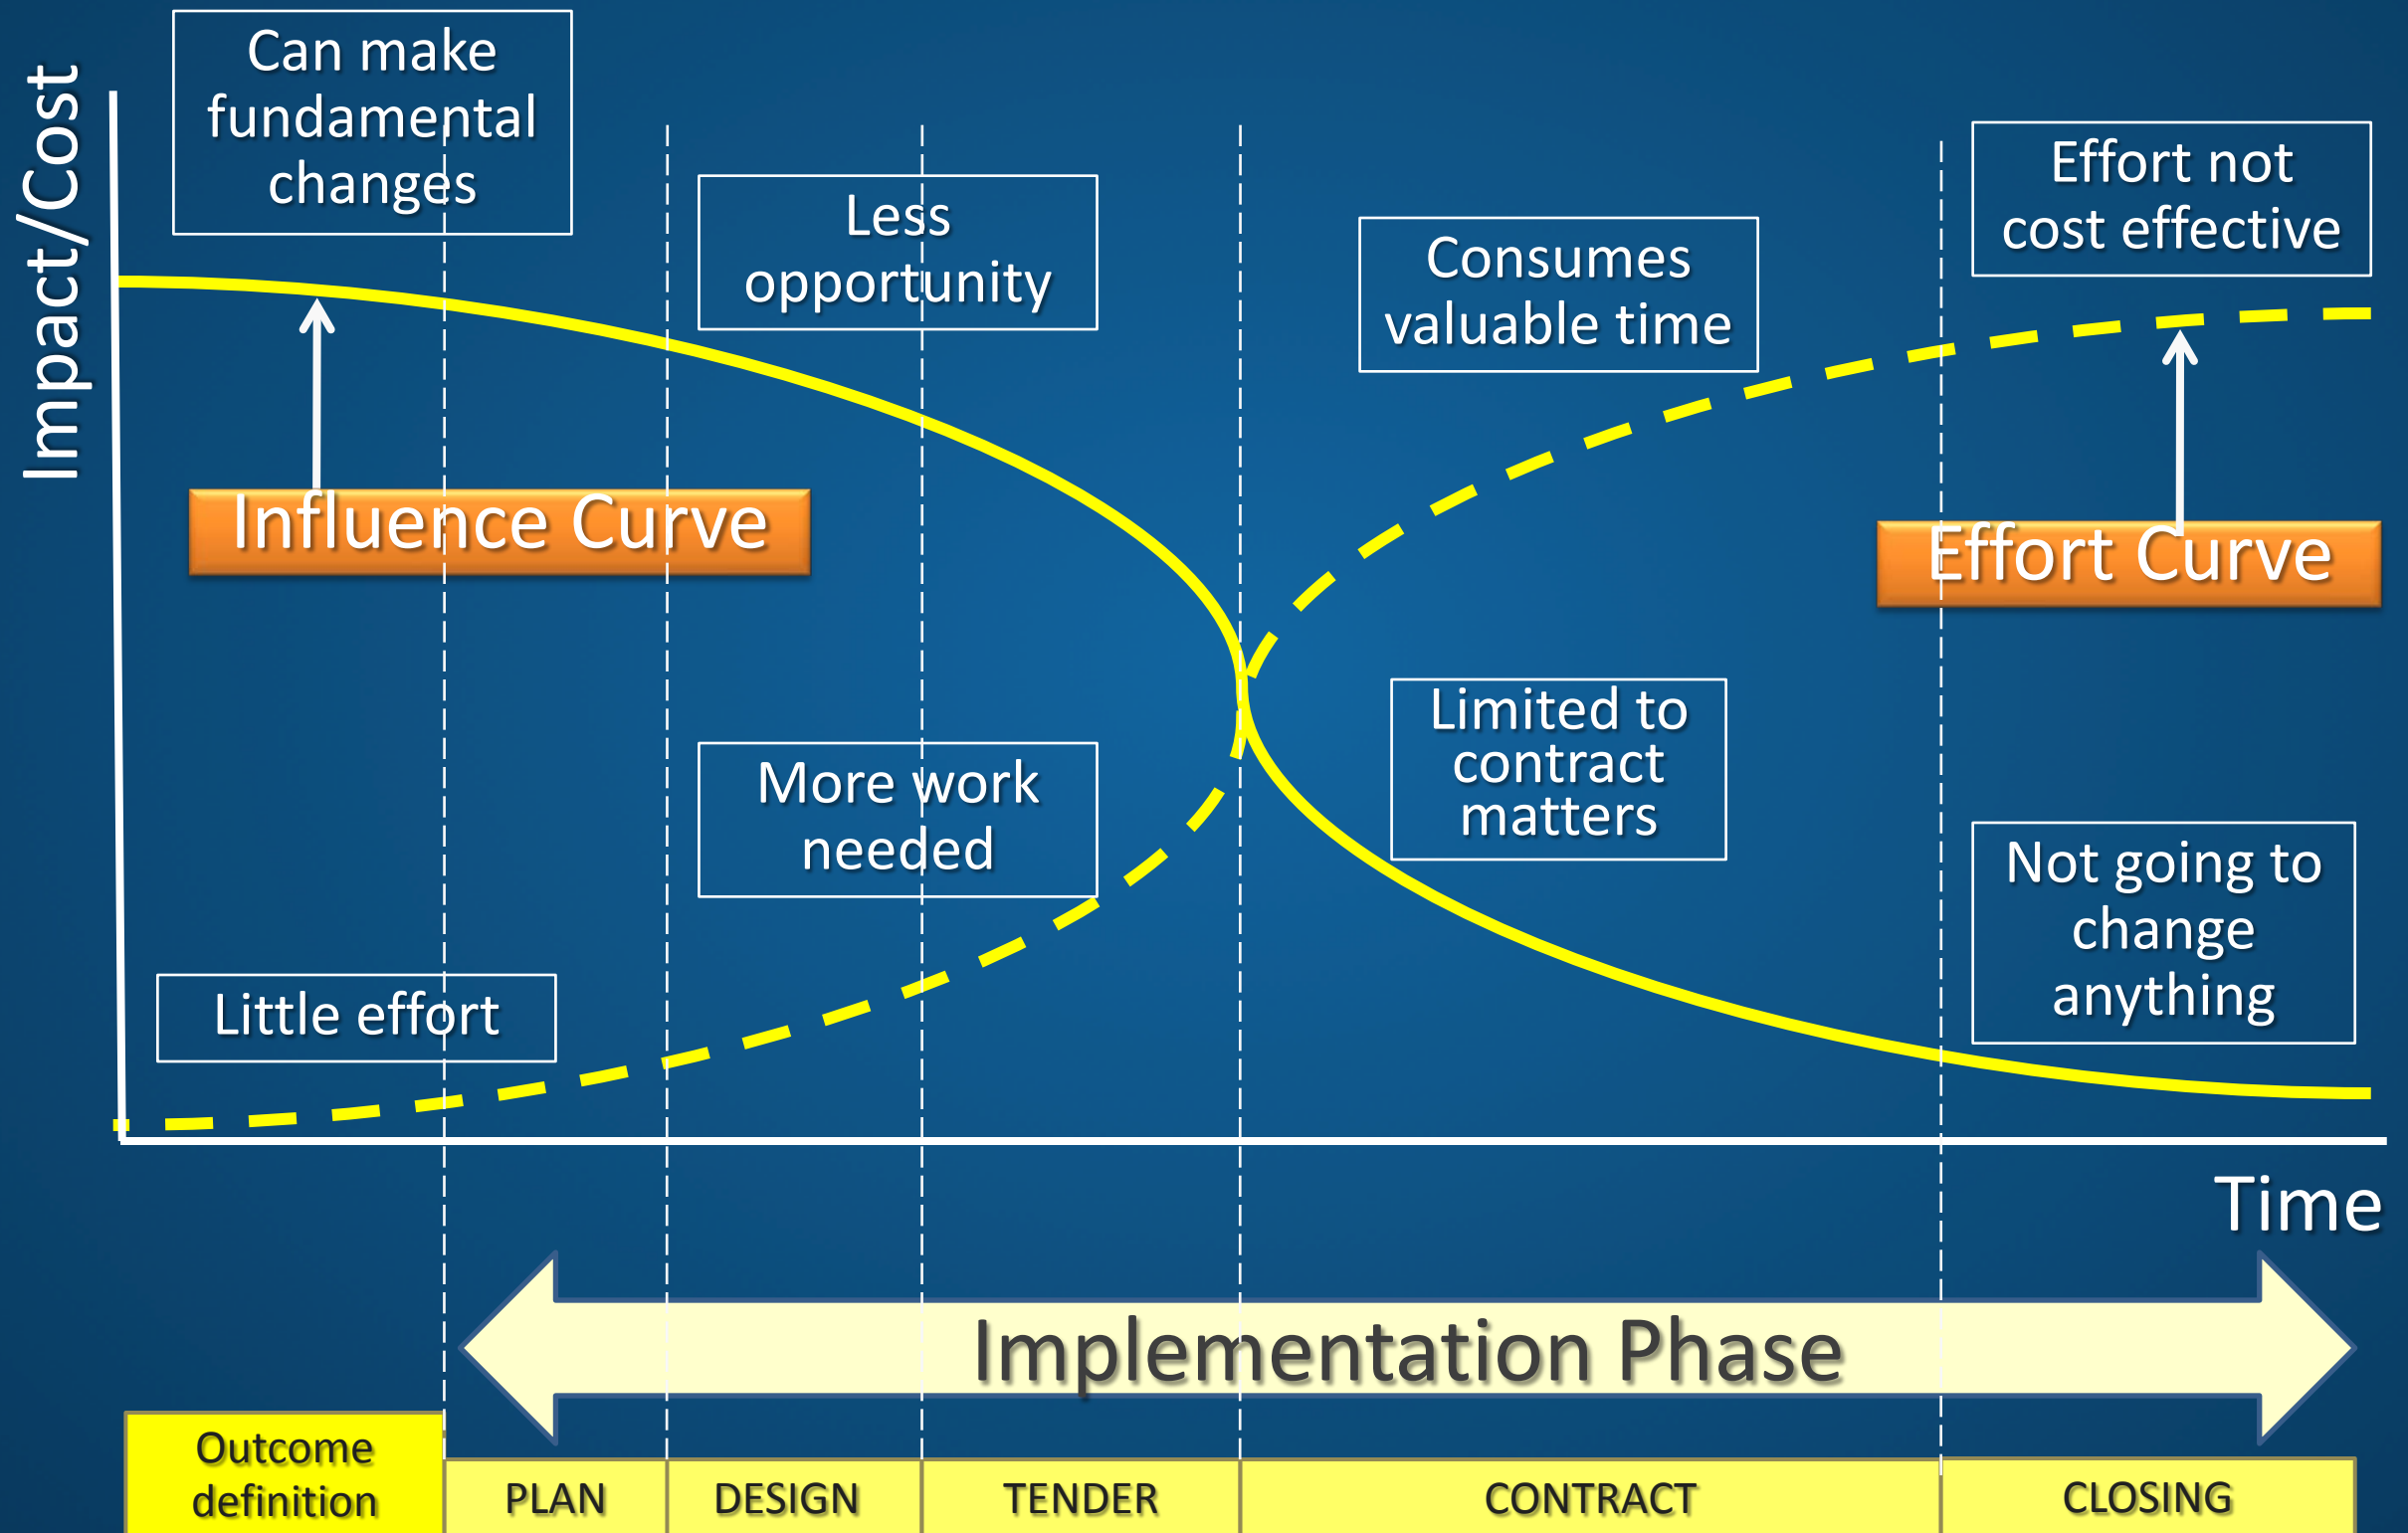 Can make
fundamental
changes
Impact/Cost
Less
opportunity
Consumes
valuable time
Effort not
cost effective
Influence Curve
Effort Curve
More work
needed
Limited to
contract
matters
Not going to
change
anything
Little effort
Time
Implementation Phase
Outcome
definition
PLAN
DESIGN
TENDER
CONTRACT
CLOSING